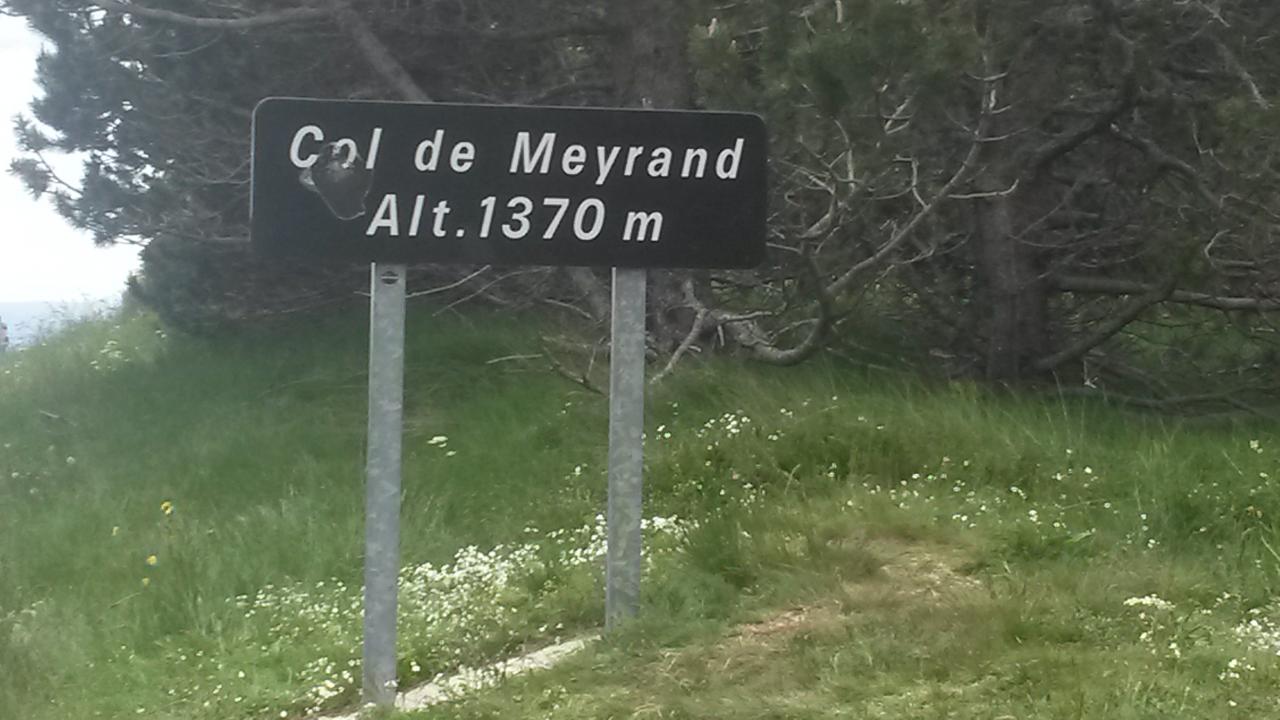 Col de Meyrand
Alt. 1370 m